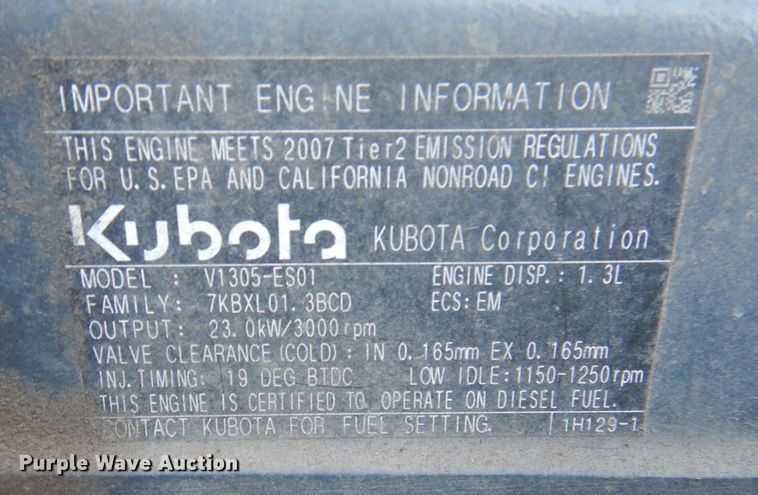 IMPORTANT ENGINE INFORMATION
THIS ENGINE MEETS 2007 Tier2 EMISSION REGULATIONS
FOR U.S.EPA AND CALIFORNIA NONROAD CI ENGINES.
Kubota KUBOTA Corporation
MODEL: V1305-ES01 ENGINE DISP.: 1.3L
FAMILY: 7KBXL01.3BCD ECS:EM
OUTPUT: 23.0kW/3000rpm
VALVE CLEARANCE (COLD): IN 0.165mm EX 0.165mm
INJ.TIMING: 19 DEG BTDC LOW IDLE:1150-1250rpm
THIS ENGINE IS CERTIFIED TO OPERATE ON DIESEL FUEL.
CONTACT KUBOTA FOR FUEL SETTING. 1H129-1
Purple Wave Auction